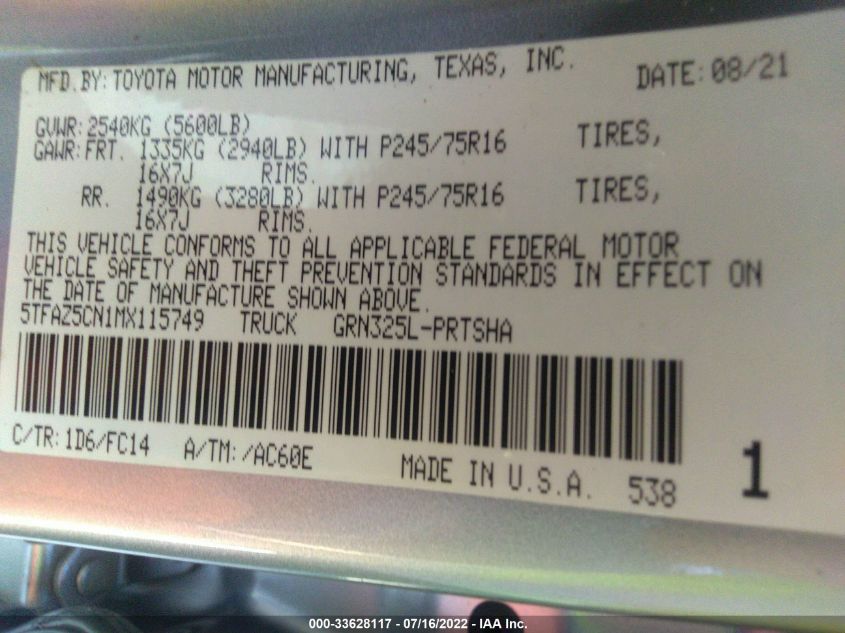 MFD.BY: TOYOTA MOTOR MANUFACTURING, TEXAS, INC. DATE: 08/21
GVWR: 2540KG (5600LB)
GAWR: FRT. 1335KG (2940LB) WITH P245/75R16 TIRES,
16X7J RIMS.
RR. 1490KG (3280LB) WITH P245/75R16 TIRES,
16X7J RIMS.
THIS VEHICLE CONFORMS TO ALL APPLICABLE FEDERAL MOTOR
VEHICLE SAFETY AND THEFT PREVENTION STANDARDS IN EFFECT ON
THE DATE OF MANUFACTURE SHOWN ABOVE.
5TFAZ5CN1MX115749 TRUCK GRN325L-PRTSHA
C/TR: 1D6/FC14 A/TM: /AC60E MADE IN U.S.A. 538 1
000-33628117 - 07/16/2022 - IAA Inc.